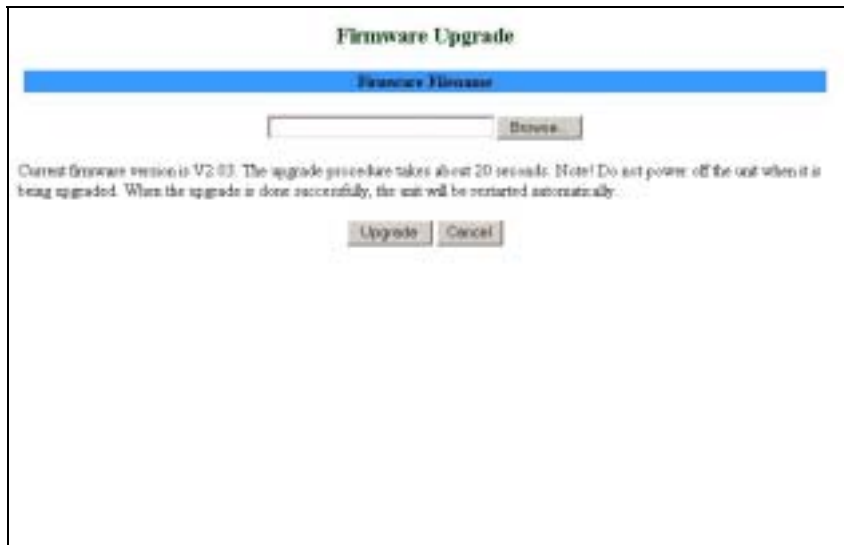 Firmware Upgrade
Firmware Filename
Browse...
Current firmware version is V2.03. The upgrade procedure takes about 20 seconds. Note! Do not power off the unit when it is
being upgraded. When the upgrade is done successfully, the unit will be restarted automatically.
Upgrade Cancel